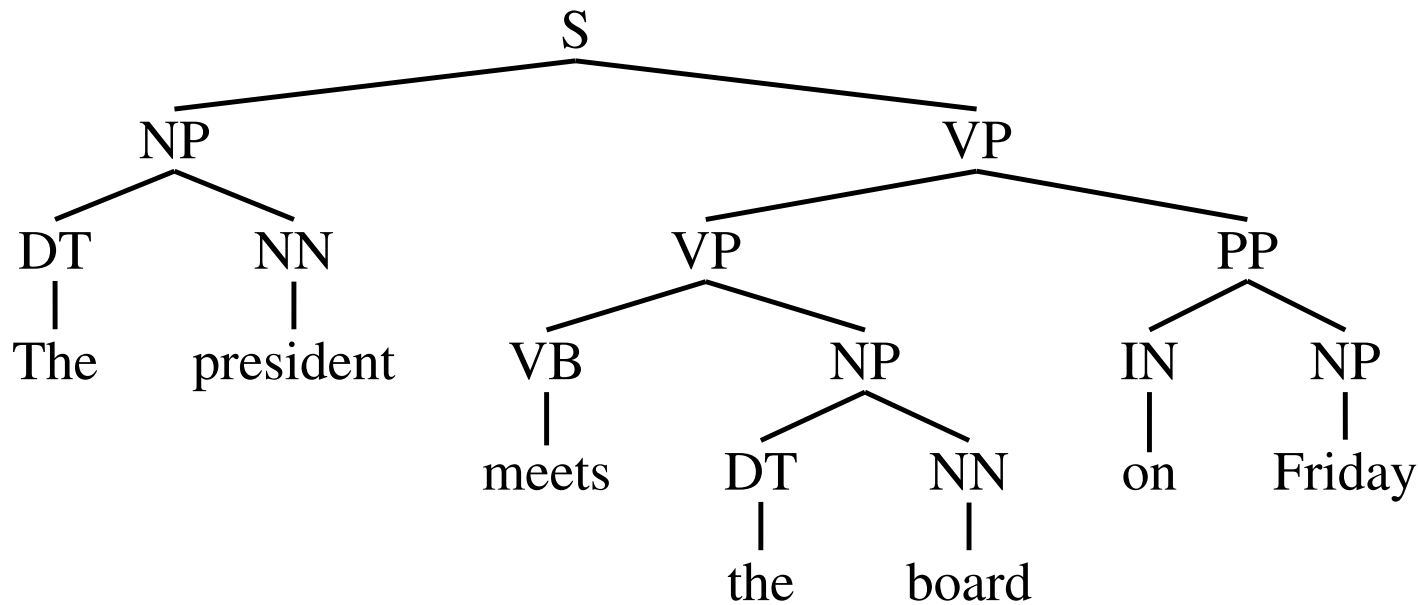 S
NP VP
DT NN VP PP
The president VB NP IN NP
meets DT NN on Friday
the board